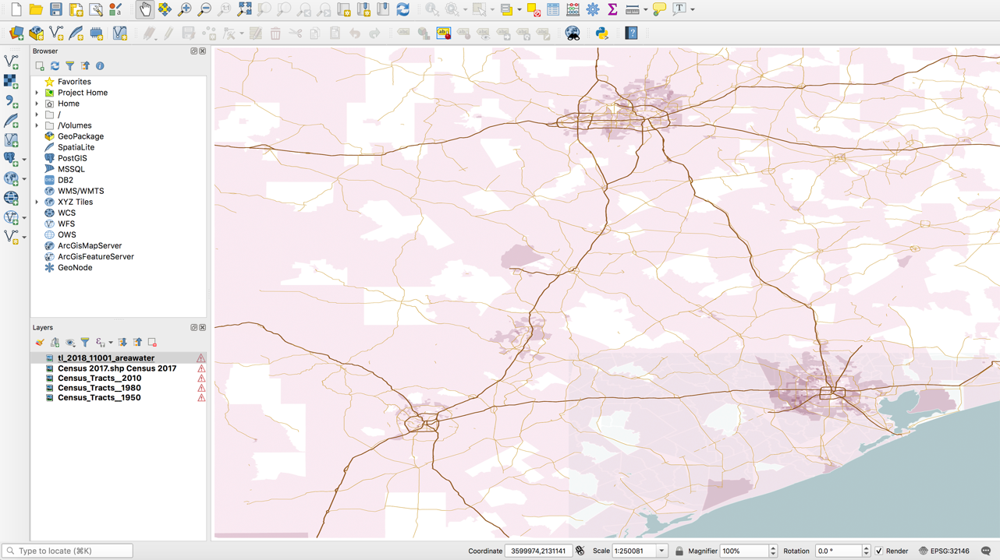 Browser
Favorites
Project Home
Home
/
/Volumes
GeoPackage
SpatiaLite
PostGIS
MSSQL
DB2
DB2
WMS/WMTS
XYZ Tiles
WCS
WFS
OWS
ArcGisMapServer
ArcGisFeatureServer
GeoNode
Layers
tl_2018_11001_areawater
Census 2017.shp Census 2017
Census_Tracts__2010
Census_Tracts__1980
Census_Tracts__1950
Type to locate (⌘K)
Coordinate 3599974,2131141 Scale 1:250081 Magnifier 100% Rotation 0.0 ° Render EPSG:32146